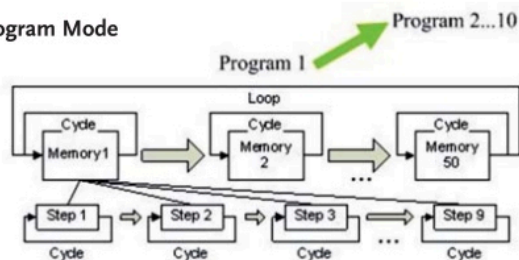 ogram Mode
Program 2...10
Program 1
Loop
Cycle
Cycle
Cycle
Memory1
Memory
2
...
Memory
50
Step 1
Step 2
Step 3
Step 9
...
Cycle
Cycle
Cycle
Cycle